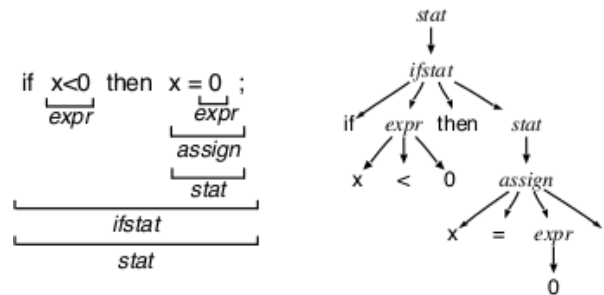 if x<0 then x = 0 ;
expr expr
assign
stat
ifstat
stat
stat
ifstat
if expr then stat
x < 0 assign
x = expr
0